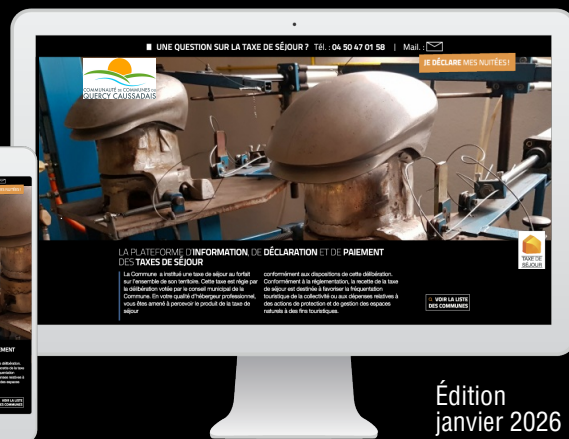 UNE QUESTION SUR LA TAXE DE SÉJOUR ? Tél. : 04 50 47 01 58 | Mail. :
JE DÉCLARE MES NUITÉES !
COMMUNAUTÉ DE COMMUNES DU
QUERCY CAUSSADAIS
LA PLATEFORME D'INFORMATION, DE DÉCLARATION ET DE PAIEMENT
DES TAXES DE SÉJOUR
La Commune a institué une taxe de séjour au forfait
sur l'ensemble de son territoire. Cette taxe est régie par
la délibération votée par le conseil municipal de la
Commune. En votre qualité d'hébergeur professionnel,
vous êtes amené à percevoir le produit de la taxe de
séjour
conformément aux dispositions de cette délibération.
Conformément à la réglementation, la recette de la taxe
de séjour est destinée à favoriser la fréquentation
touristique de la collectivité ou aux dépenses relatives à
des actions de protection et de gestion des espaces
naturels à des fins touristiques.
TAXE DE
SÉJOUR
VOIR LA LISTE
DES COMMUNES
VOIR LA LISTE
DES COMMUNES
Édition
janvier 2026